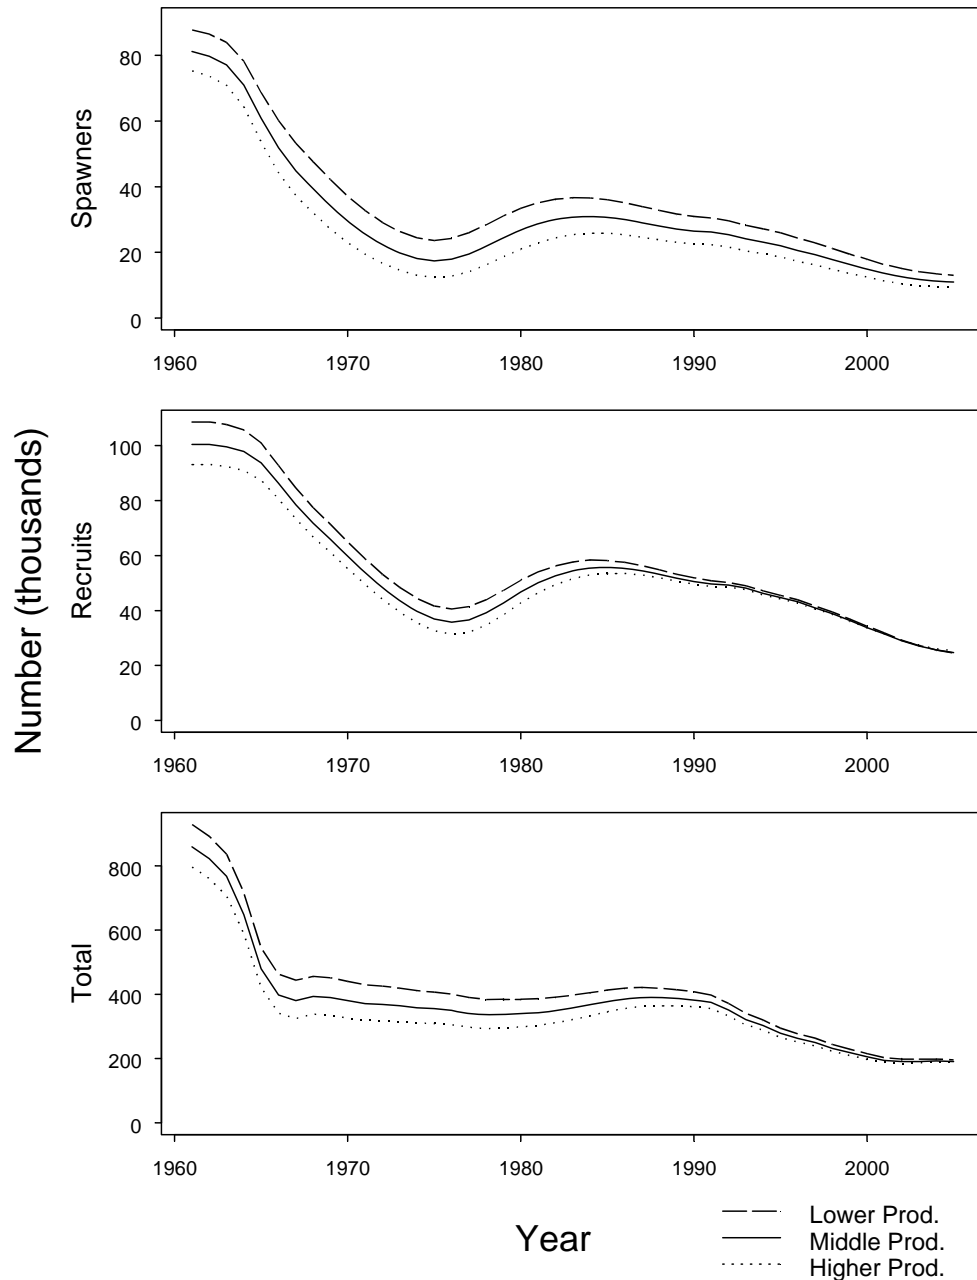 Number (thousands)
Spawners
80
60
40
20
0
1960 1970 1980 1990 2000
Recruits
100
80
60
40
20
0
1960 1970 1980 1990 2000
Total
800
600
400
200
0
1960 1970 1980 1990 2000
Year
Lower Prod.
Middle Prod.
Higher Prod.